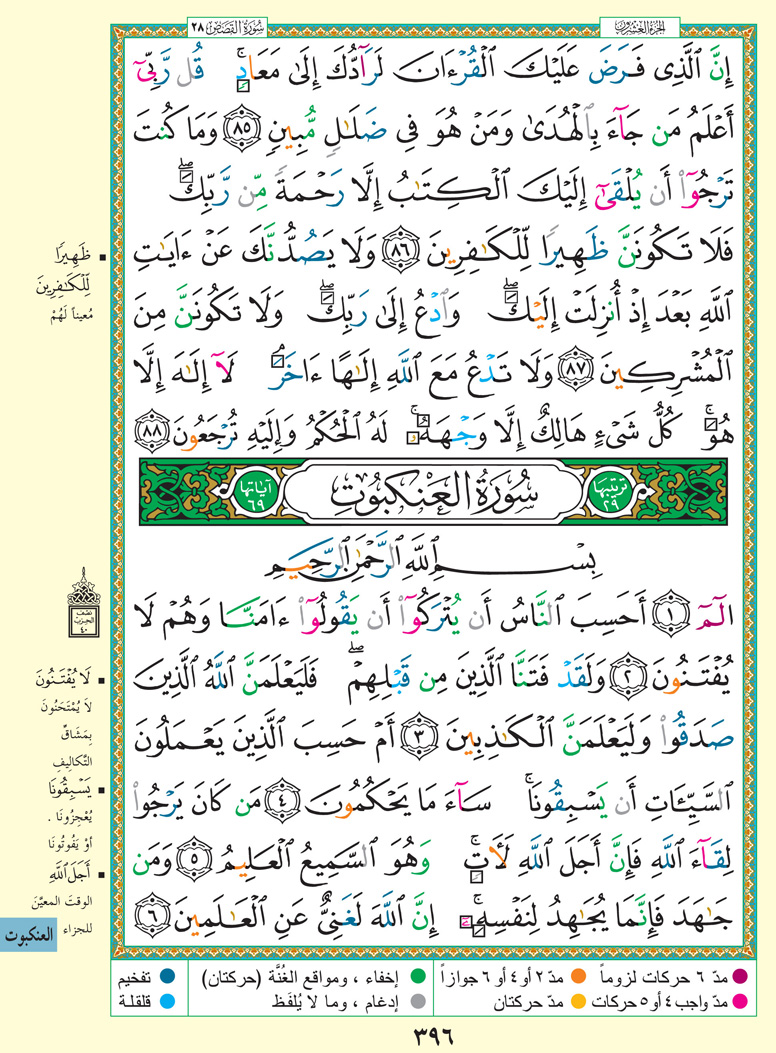 الجزء العشرون
سورة القصص ٢٨
إِنَّ ٱلَّذِى فَرَضَ عَلَيْكَ ٱلْقُرْءَانَ لَرَآدُّكَ إِلَىٰ مَعَادٍۚ قُل رَّبِّىٓ
أَعْلَمُ مَن جَآءَ بِٱلْهُدَىٰ وَمَنْ هُوَ فِى ضَلَـٰلٍ مُّبِينٍ ٨٥ وَمَا كُنتَ
تَرْجُوٓا۟ أَن يُلْقَىٰٓ إِلَيْكَ ٱلْكِتَـٰبُ إِلَّا رَحْمَةً مِّن رَّبِّكَۖ
فَلَا تَكُونَنَّ ظَهِيرًا لِّلْكَـٰفِرِينَ ٨٦ وَلَا يَصُدُّنَّكَ عَنْ ءَايَـٰتِ
ٱللَّهِ بَعْدَ إِذْ أُنزِلَتْ إِلَيْكَۖ وَٱدْعُ إِلَىٰ رَبِّكَۖ وَلَا تَكُونَنَّ مِنَ
ٱلْمُشْرِكِينَ ٨٧ وَلَا تَدْعُ مَعَ ٱللَّهِ إِلَـٰهًا ءَاخَرَۘ لَآ إِلَـٰهَ إِلَّا
هُوَۚ كُلُّ شَىْءٍ هَالِكٌ إِلَّا وَجْهَهُۥۚ لَهُ ٱلْحُكْمُ وَإِلَيْهِ تُرْجَعُونَ ٨٨
ترتيبها ٢٩ سُورَةُ العَنكبُوت آياتها ٦٩
بِسْمِ ٱللَّهِ ٱلرَّحْمَـٰنِ ٱلرَّحِيمِ
الٓمٓ ١ أَحَسِبَ ٱلنَّاسُ أَن يُتْرَكُوٓا۟ أَن يَقُولُوٓا۟ ءَامَنَّا وَهُمْ لَا
يُفْتَنُونَ ٢ وَلَقَدْ فَتَنَّا ٱلَّذِينَ مِن قَبْلِهِمْۖ فَلَيَعْلَمَنَّ ٱللَّهُ ٱلَّذِينَ
صَدَقُوا۟ وَلَيَعْلَمَنَّ ٱلْكَـٰذِبِينَ ٣ أَمْ حَسِبَ ٱلَّذِينَ يَعْمَلُونَ
ٱلسَّيِّـَٔاتِ أَن يَسْبِقُونَاۚ سَآءَ مَا يَحْكُمُونَ ٤ مَن كَانَ يَرْجُوا۟
لِقَآءَ ٱللَّهِ فَإِنَّ أَجَلَ ٱللَّهِ لَـَٔاتٍۚ وَهُوَ ٱلسَّمِيعُ ٱلْعَلِيمُ ٥ وَمَن
جَـٰهَدَ فَإِنَّمَا يُجَـٰهِدُ لِنَفْسِهِۦٓۚ إِنَّ ٱللَّهَ لَغَنِىٌّ عَنِ ٱلْعَـٰلَمِينَ ٦
ظَهِيرًا
لِّلْكَـٰفِرِينَ
مُعيناً لَهُمْ
نصف
الحزب
٤٠
لَا يُفْتَنُونَ
لاَ يُمْتَحَنُونَ
بِمَشَاقِّ
التَّكاليفِ
يَسْبِقُونَا
يُعْجِزُونَا .
أوْ يَفُوتُونَا
أَجَلَ ٱللَّهِ
الوقتَ المعيَّن
للجزاء
العنكبوت
مدّ ٦ حركات لزوماً
مدّ ٢ أو ٤ أو ٦ جوازاً
إخفاء ، ومواقع الغُنَّة (حركتان)
تفخيم
مدّ واجب ٤ أو ٥ حركات
مدّ حركتان
إدغام ، وما لا يُلفَظ
قلقلة
٣٩٦